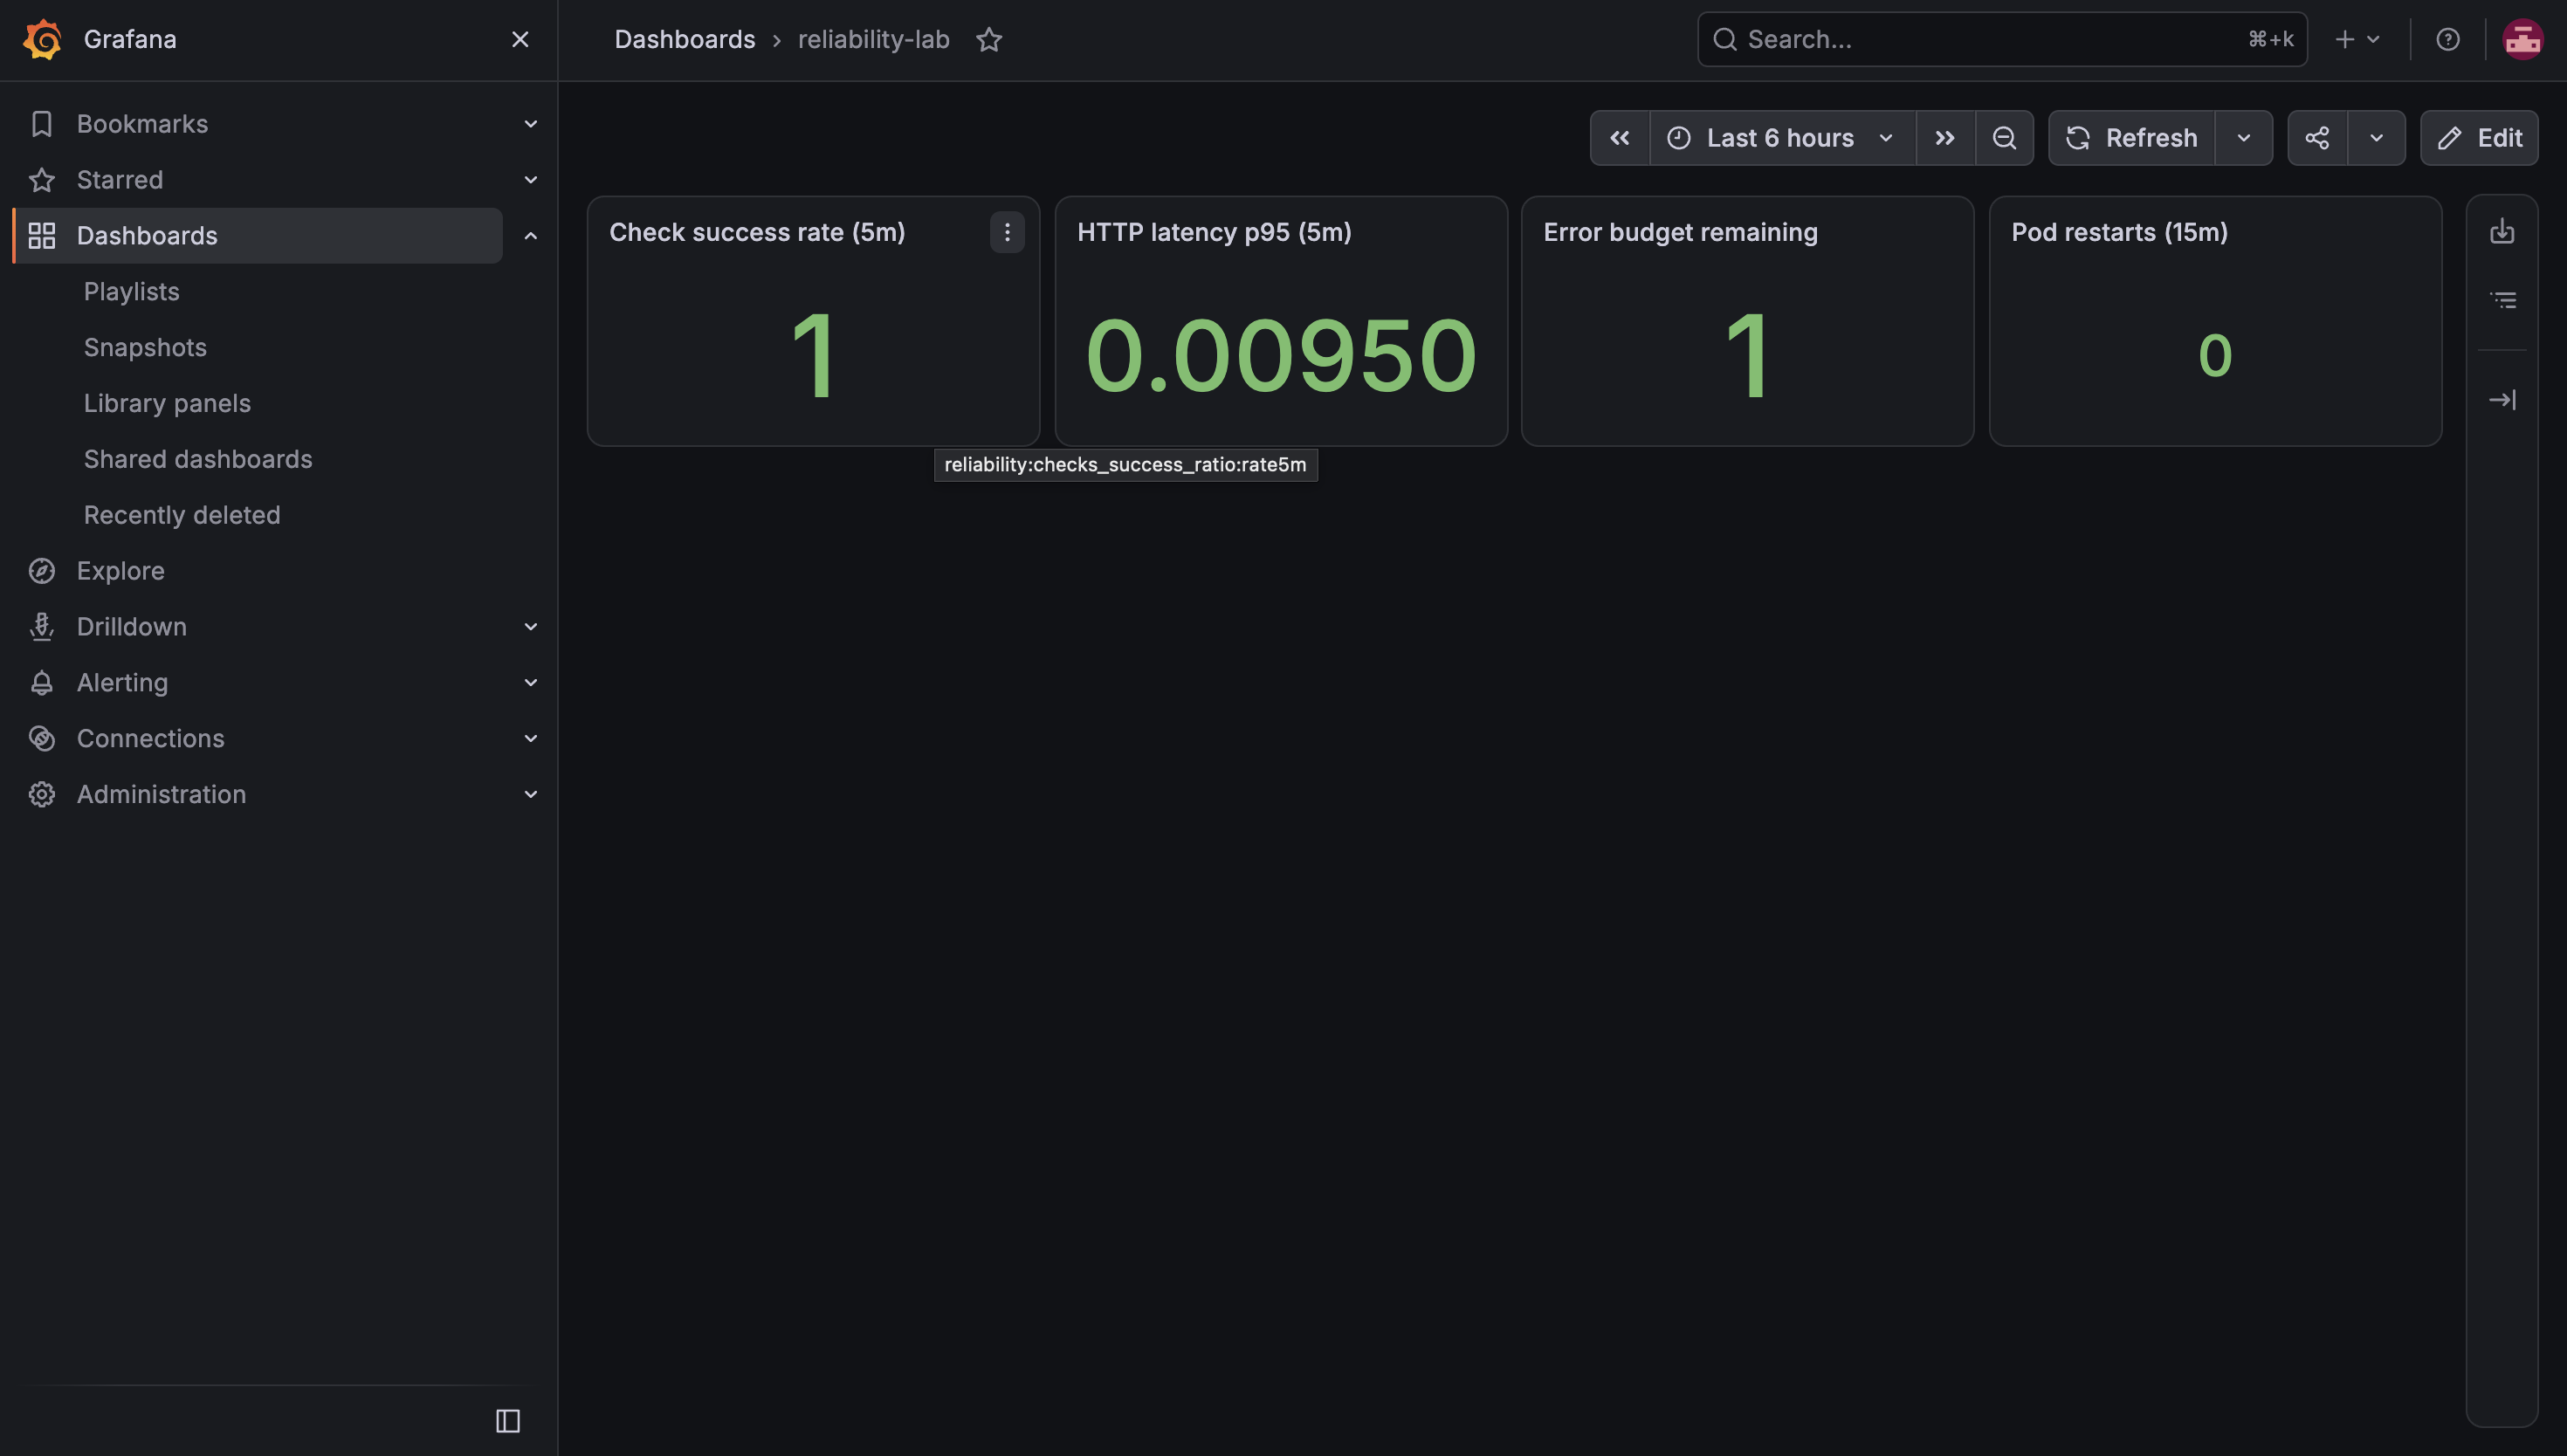 Grafana
Dashboards › reliability-lab
Search...
⌘+k
Bookmarks
Starred
Dashboards
Playlists
Snapshots
Library panels
Shared dashboards
Recently deleted
Explore
Drilldown
Alerting
Connections
Administration
Last 6 hours
Refresh
Edit
Check success rate (5m)
1
HTTP latency p95 (5m)
0.00950
Error budget remaining
1
Pod restarts (15m)
0
reliability:checks_success_ratio:rate5m